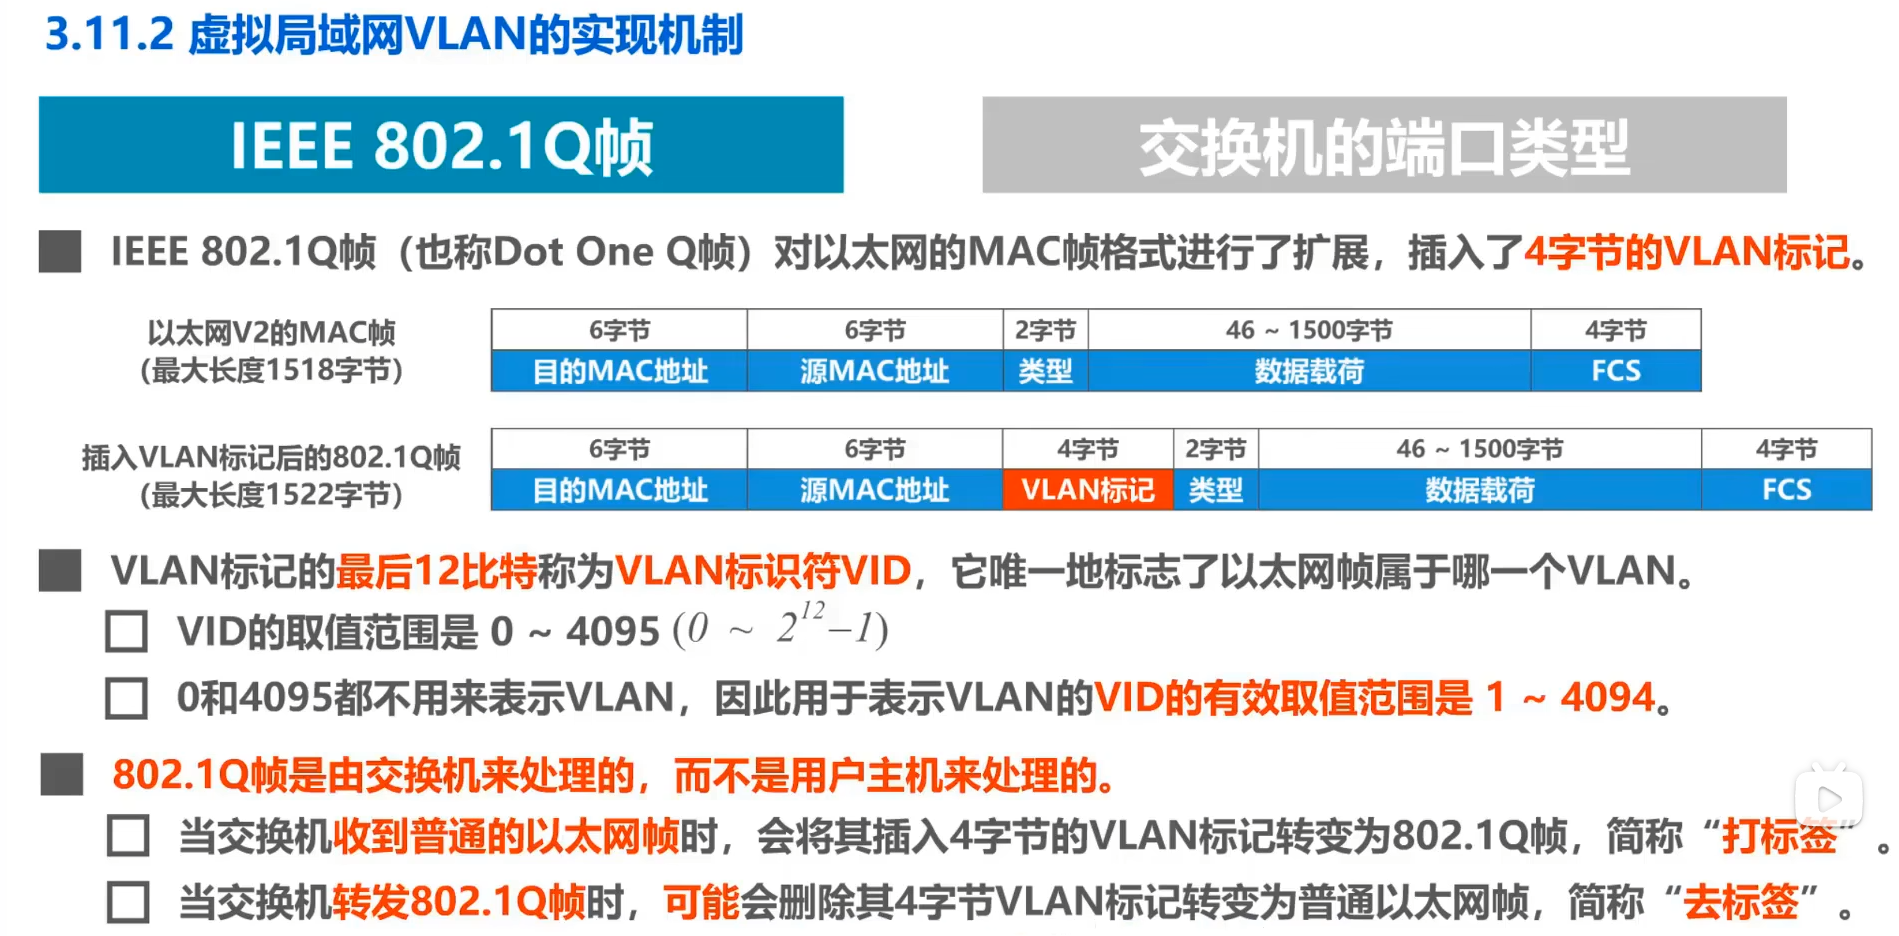 3.11.2 虚拟局域网VLAN的实现机制
IEEE 802.1Q帧
交换机的端口类型
IEEE 802.1Q帧（也称Dot One Q帧）对以太网的MAC帧格式进行了扩展，插入了4字节的VLAN标记。
以太网V2的MAC帧
(最大长度1518字节)
6字节 6字节 2字节 46 ~ 1500字节 4字节
目的MAC地址 源MAC地址 类型 数据载荷 FCS
插入VLAN标记后的802.1Q帧
(最大长度1522字节)
6字节 6字节 4字节 2字节 46 ~ 1500字节 4字节
目的MAC地址 源MAC地址 VLAN标记 类型 数据载荷 FCS
VLAN标记的最后12比特称为VLAN标识符VID，它唯一地标志了以太网帧属于哪一个VLAN。
VID的取值范围是 0 ~ 4095 (0 ~ 2^12−1)
0和4095都不用来表示VLAN，因此用于表示VLAN的VID的有效取值范围是 1 ~ 4094。
802.1Q帧是由交换机来处理的，而不是用户主机来处理的。
当交换机收到普通的以太网帧时，会将其插入4字节的VLAN标记转变为802.1Q帧，简称“打标签”。
当交换机转发802.1Q帧时，可能会删除其4字节VLAN标记转变为普通以太网帧，简称“去标签”。